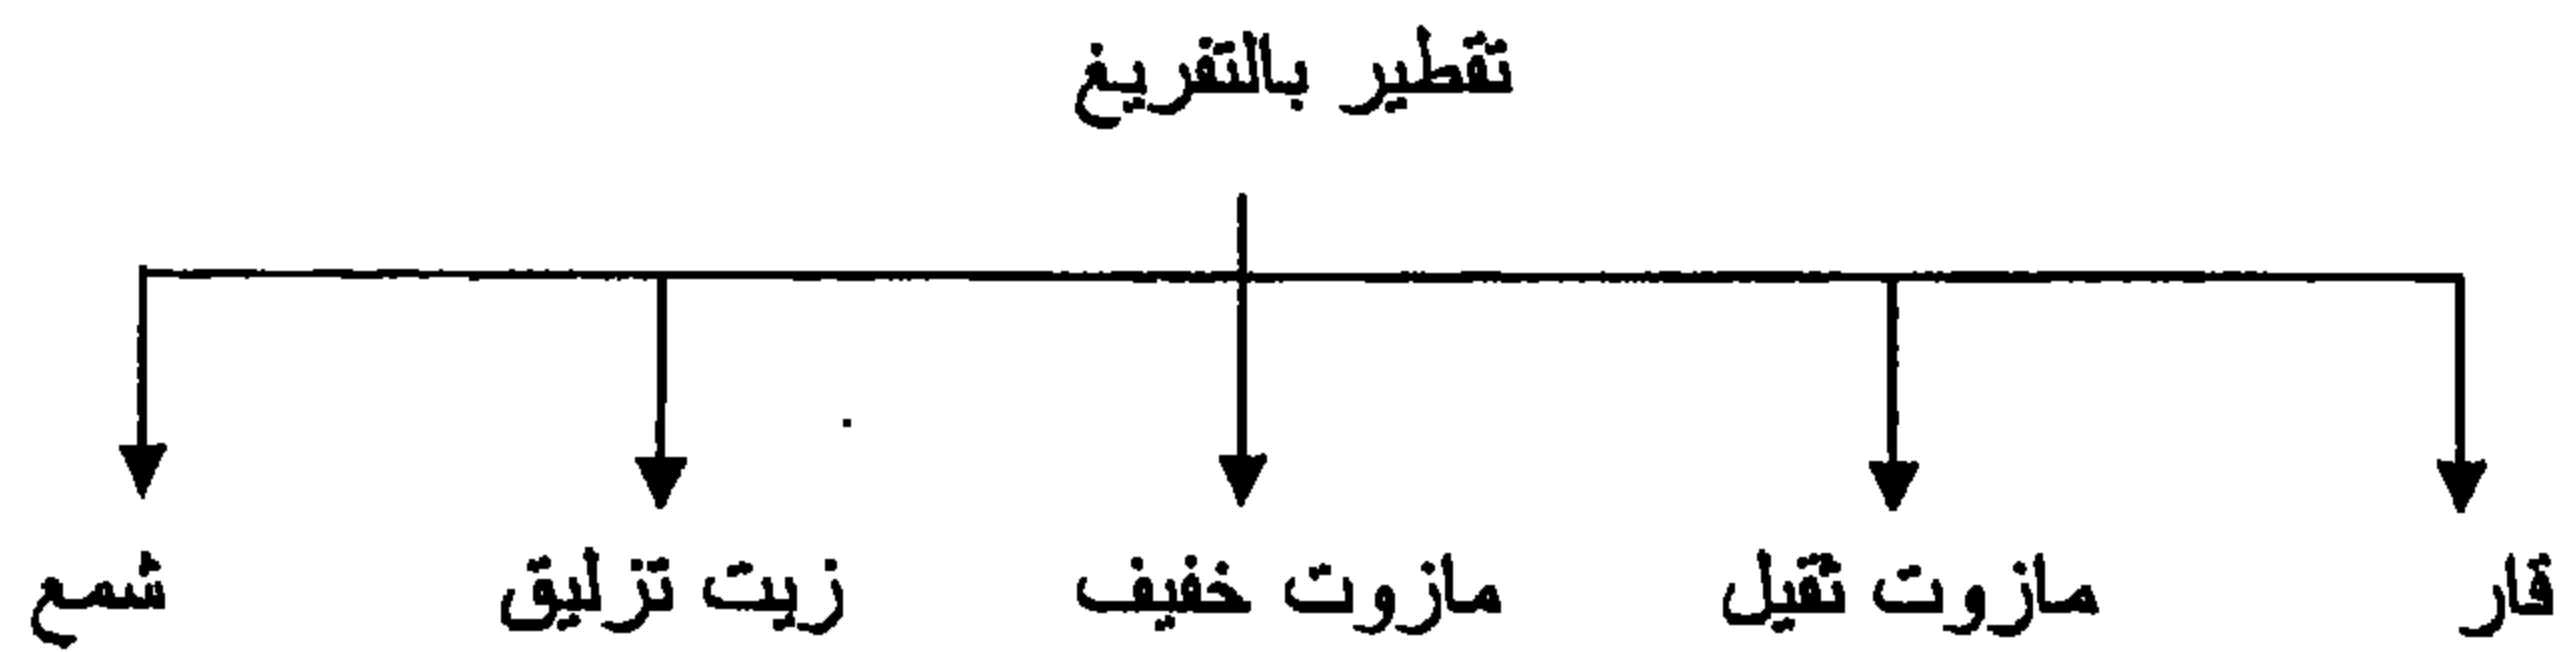 تقطير بالتفريغ
قار مازوت ثقيل مازوت خفيف زيت تزليق شمع